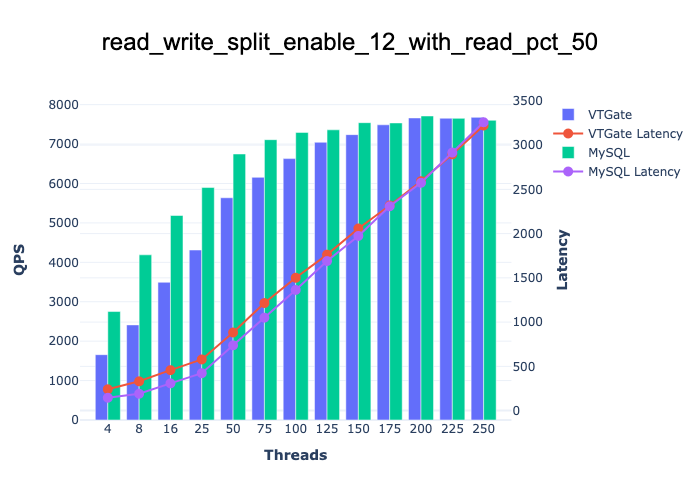 read_write_split_enable_12_with_read_pct_50
8000
7000
6000
5000
4000
3000
2000
1000
0
QPS
4 8 16 25 50 75 100 125 150 175 200 225 250
Threads
3500
3000
2500
2000
1500
1000
500
0
Latency
VTGate
VTGate Latency
MySQL
MySQL Latency